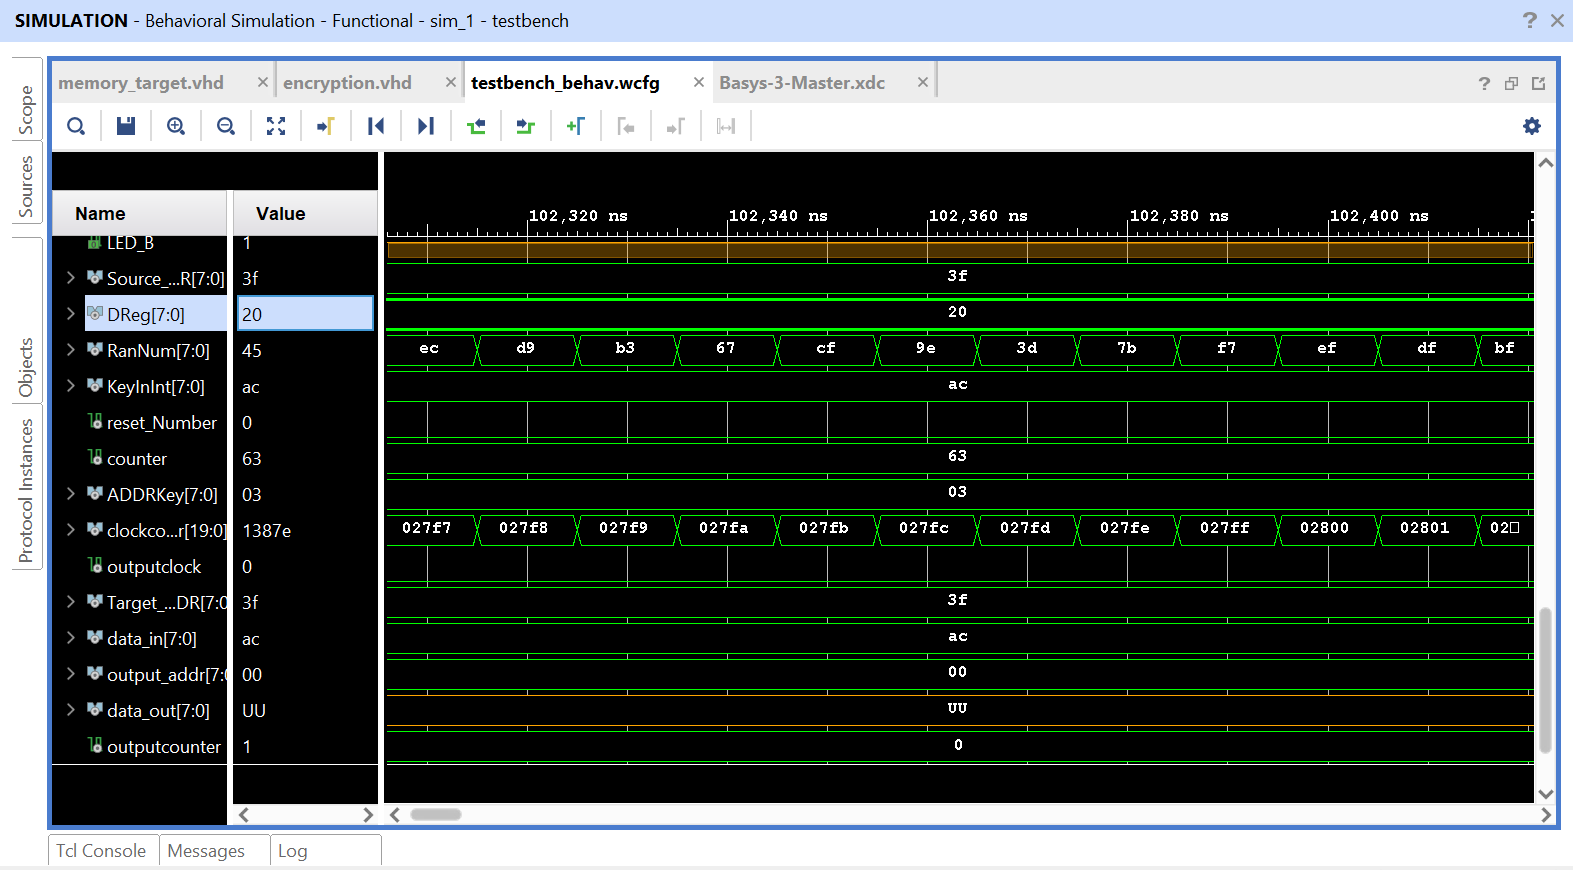 SIMULATION - Behavioral Simulation - Functional - sim_1 - testbench ? ×
Scope
Sources
Objects
Protocol Instances
memory_target.vhd × encryption.vhd × testbench_behav.wcfg × Basys-3-Master.xdc × ?
Name Value
102,320 ns 102,340 ns 102,360 ns 102,380 ns 102,400 ns 1
LED_B 1
Source_...R[7:0] 3f 3f
DReg[7:0] 20 20
RanNum[7:0] 45 ec d9 b3 67 cf 9e 3d 7b f7 ef df bf
KeyInInt[7:0] ac ac
reset_Number 0
counter 63 63
ADDRKey[7:0] 03 03
clockco...r[19:0] 1387e 027f7 027f8 027f9 027fa 027fb 027fc 027fd 027fe 027ff 02800 02801 02□
outputclock 0
Target_...DR[7:0 3f 3f
data_in[7:0] ac ac
output_addr[7:0 00 00
data_out[7:0] UU UU
outputcounter 1 0
Tcl Console Messages Log